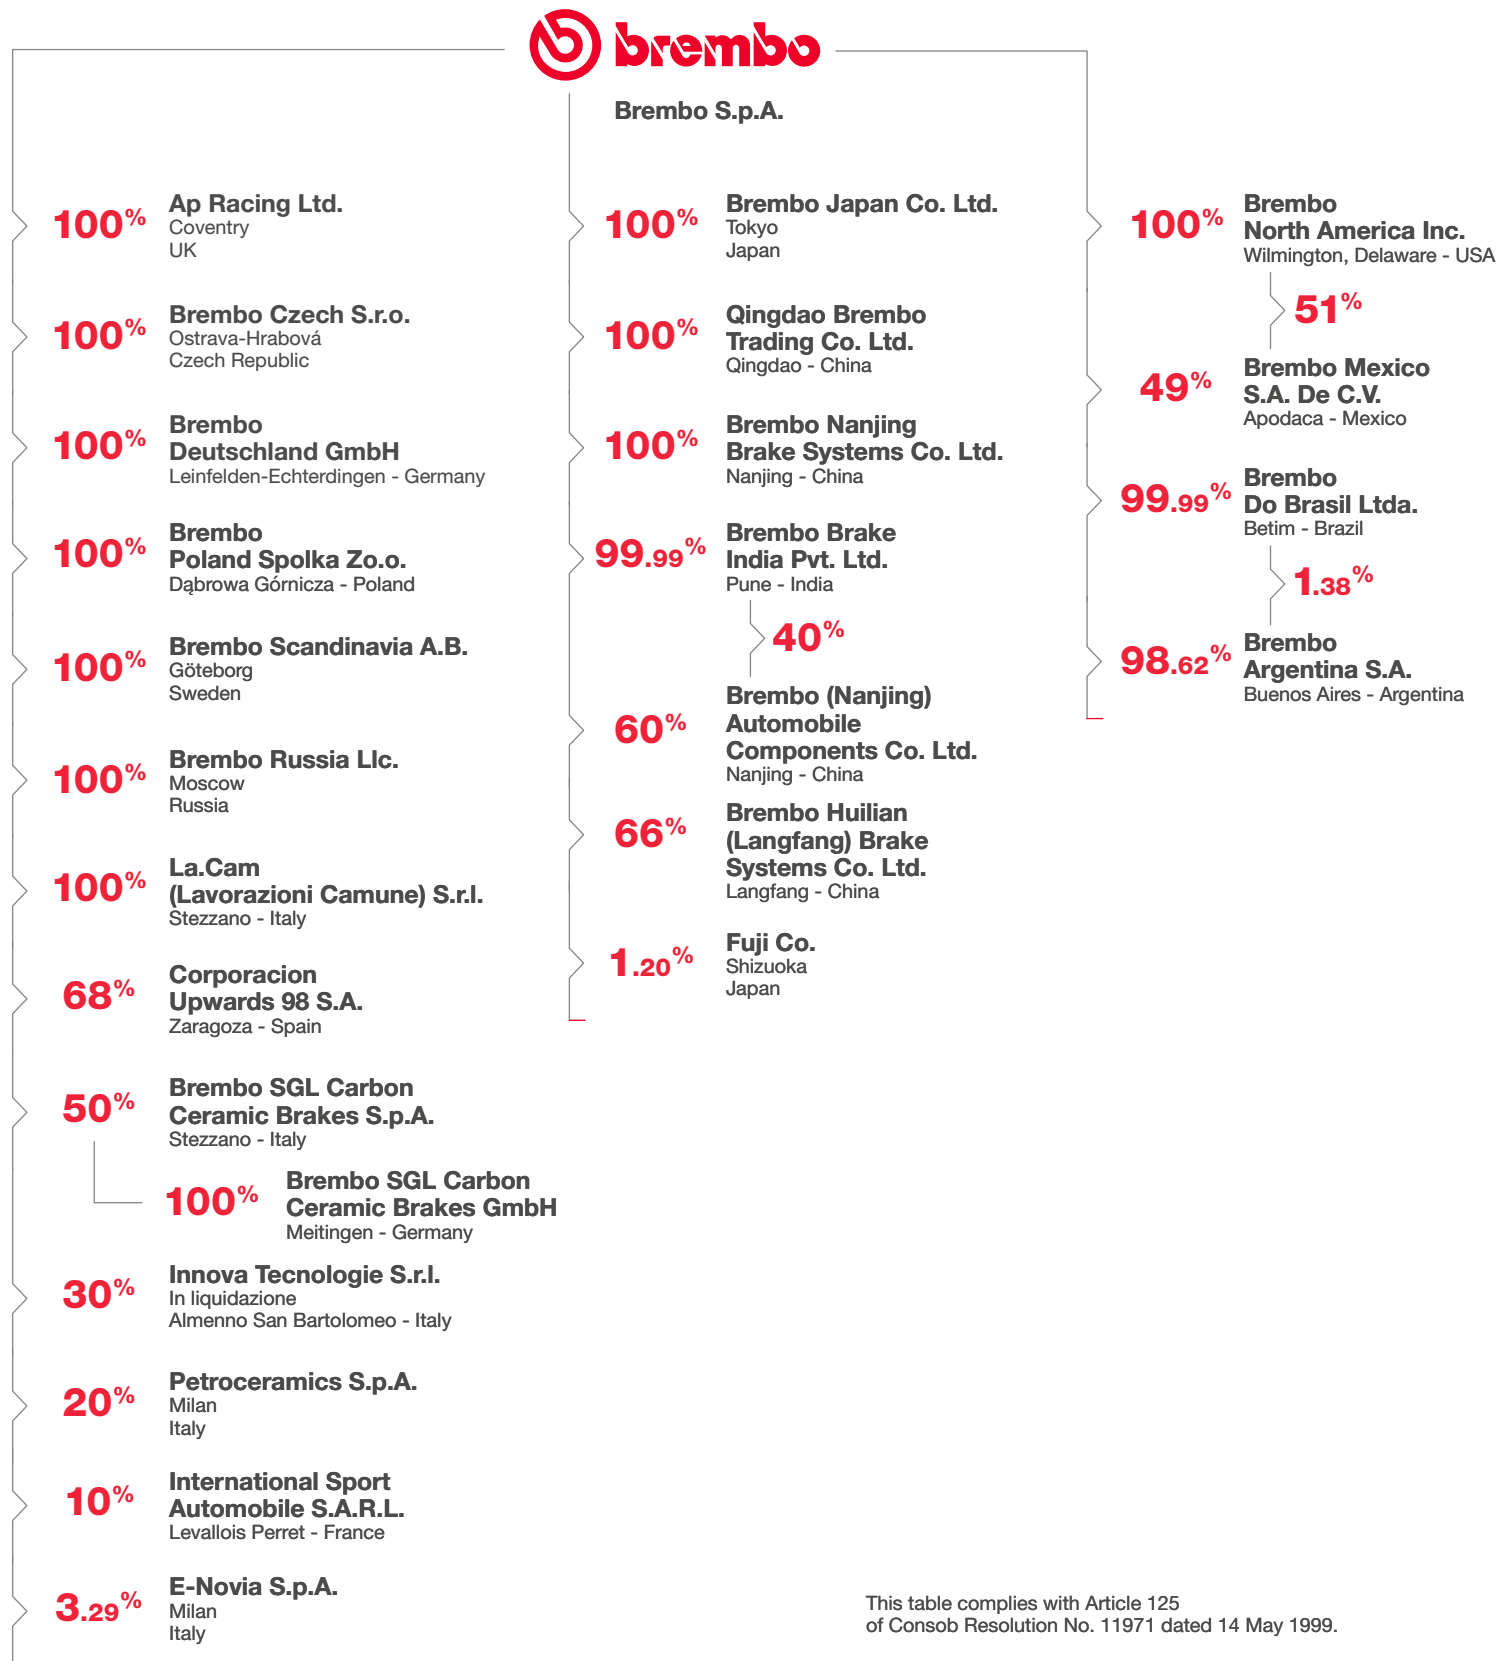 brembo
Brembo S.p.A.
100%
Ap Racing Ltd.
Coventry
UK
100%
Brembo Czech S.r.o.
Ostrava-Hrabová
Czech Republic
100%
Brembo
Deutschland GmbH
Leinfelden-Echterdingen - Germany
100%
Brembo
Poland Spolka Zo.o.
Dąbrowa Górnicza - Poland
100%
Brembo Scandinavia A.B.
Göteborg
Sweden
100%
Brembo Russia Llc.
Moscow
Russia
100%
La.Cam
(Lavorazioni Camune) S.r.l.
Stezzano - Italy
68%
Corporacion
Upwards 98 S.A.
Zaragoza - Spain
50%
Brembo SGL Carbon
Ceramic Brakes S.p.A.
Stezzano - Italy
100%
Brembo SGL Carbon
Ceramic Brakes GmbH
Meitingen - Germany
30%
Innova Tecnologie S.r.l.
In liquidazione
Almenno San Bartolomeo - Italy
20%
Petroceramics S.p.A.
Milan
Italy
10%
International Sport
Automobile S.A.R.L.
Levallois Perret - France
3.29%
E-Novia S.p.A.
Milan
Italy
100%
Brembo Japan Co. Ltd.
Tokyo
Japan
100%
Qingdao Brembo
Trading Co. Ltd.
Qingdao - China
100%
Brembo Nanjing
Brake Systems Co. Ltd.
Nanjing - China
99.99%
Brembo Brake
India Pvt. Ltd.
Pune - India
40%
60%
Brembo (Nanjing)
Automobile
Components Co. Ltd.
Nanjing - China
66%
Brembo Huilian
(Langfang) Brake
Systems Co. Ltd.
Langfang - China
1.20%
Fuji Co.
Shizuoka
Japan
100%
Brembo
North America Inc.
Wilmington, Delaware - USA
51%
49%
Brembo Mexico
S.A. De C.V.
Apodaca - Mexico
99.99%
Brembo
Do Brasil Ltda.
Betim - Brazil
1.38%
98.62%
Brembo
Argentina S.A.
Buenos Aires - Argentina
This table complies with Article 125
of Consob Resolution No. 11971 dated 14 May 1999.